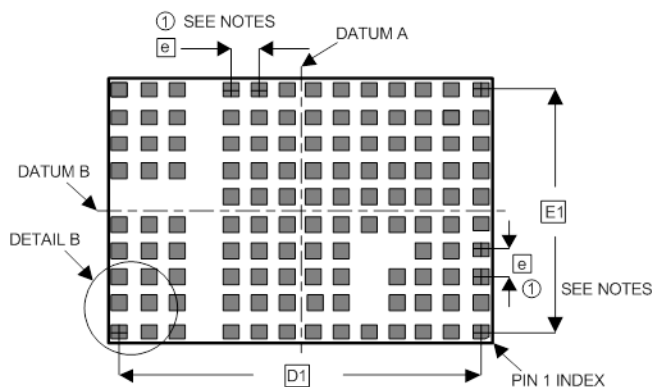 ① SEE NOTES
e
DATUM A
DATUM B
E1
DETAIL B
e
① SEE NOTES
D1
PIN 1 INDEX